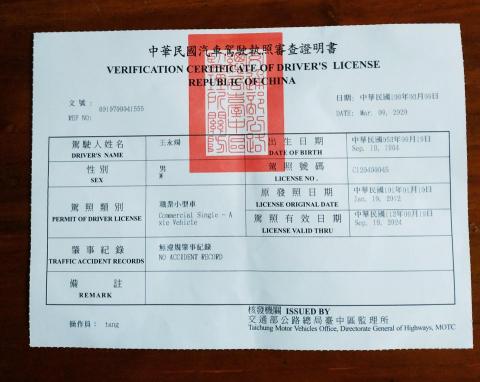 中華民國汽車駕駛執照審查證明書
VERIFICATION CERTIFICATE OF DRIVER'S LICENSE
REPUBLIC OF CHINA
文 號：
REF NO: 0919700041555
日期：中華民國109年03月09日
DATE: Mar. 09, 2020
駕駛人姓名
DRIVER'S NAME
出生日期
DATE OF BIRTH
中華民國053年09月19日
Sep. 19, 1964
性別
SEX
男
M
駕照號碼
LICENSE NO.
駕照類別
PERMIT OF DRIVER LICENSE
職業小型車
Commercial Single - A
xle Vehicle
原發照日期
LICENSE ORIGINAL DATE
中華民國101年01月19日
Jan. 19, 2012
駕照有效日期
LICENSE VALID THRU
Sep. 19, 2024
肇事紀錄
TRAFFIC ACCIDENT RECORDS
無違規肇事紀錄
NO ACCIDENT RECORD
備 註
REMARK
核發機關 ISSUED BY
交通部公路總局臺中區監理所
Taichung Motor Vehicles Office, Directorate General of Highways, MOTC
操作員： tang